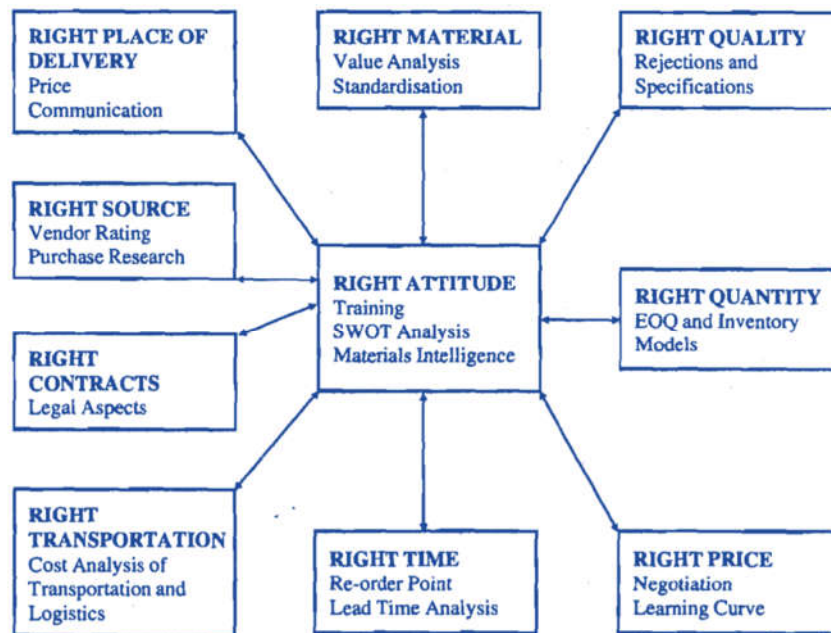 RIGHT PLACE OF
DELIVERY
Price
Communication
RIGHT MATERIAL
Value Analysis
Standardisation
RIGHT QUALITY
Rejections and
Specifications
RIGHT SOURCE
Vendor Rating
Purchase Research
RIGHT ATTITUDE
Training
SWOT Analysis
Materials Intelligence
RIGHT QUANTITY
EOQ and Inventory
Models
RIGHT
CONTRACTS
Legal Aspects
RIGHT
TRANSPORTATION
Cost Analysis of
Transportation and
Logistics
RIGHT TIME
Re-order Point
Lead Time Analysis
RIGHT PRICE
Negotiation
Learning Curve